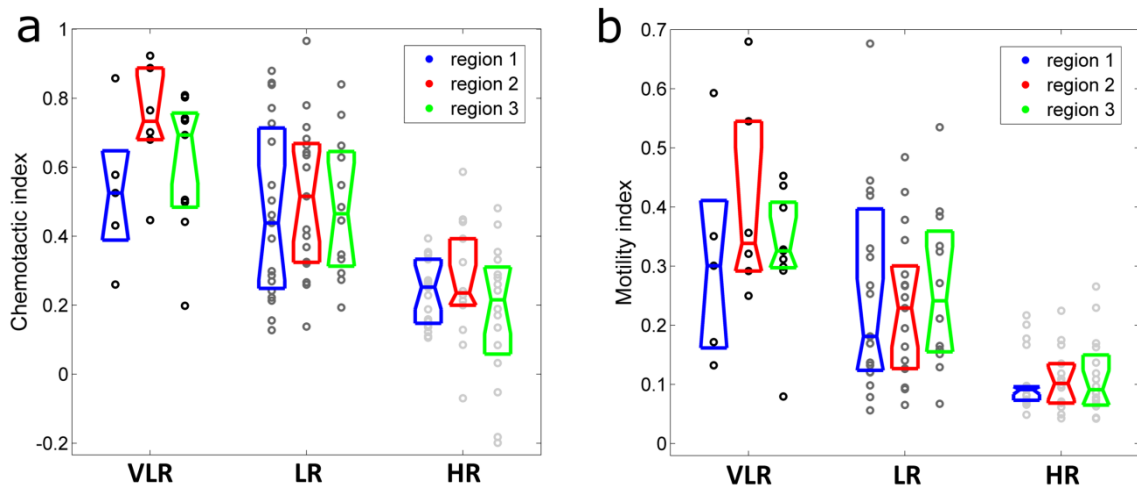 a
Chemotactic index
1
0.8
0.6
0.4
0.2
0
-0.2
region 1
region 2
region 3
VLR LR HR
b
Motility index
0.7
0.6
0.5
0.4
0.3
0.2
0.1
0
region 1
region 2
region 3
VLR LR HR